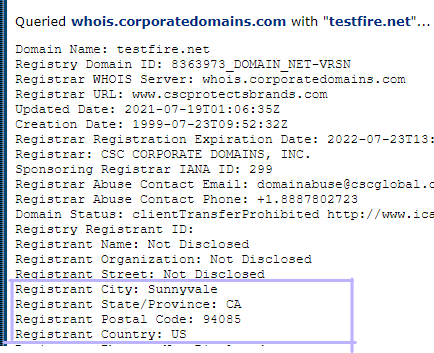 Queried whois.corporatedomains.com with "testfire.net"...
Domain Name: testfire.net
Registry Domain ID: 8363973_DOMAIN_NET-VRSN
Registrar WHOIS Server: whois.corporatedomains.com
Registrar URL: www.cscprotectsbrands.com
Updated Date: 2021-07-19T01:06:35Z
Creation Date: 1999-07-23T09:52:32Z
Registrar Registration Expiration Date: 2022-07-23T13:
Registrar: CSC CORPORATE DOMAINS, INC.
Sponsoring Registrar IANA ID: 299
Registrar Abuse Contact Email: domainabuse@cscglobal.c
Registrar Abuse Contact Phone: +1.8887802723
Domain Status: clientTransferProhibited http://www.ica
Registry Registrant ID:
Registrant Name: Not Disclosed
Registrant Organization: Not Disclosed
Registrant Street: Not Disclosed
Registrant City: Sunnyvale
Registrant State/Province: CA
Registrant Postal Code: 94085
Registrant Country: US